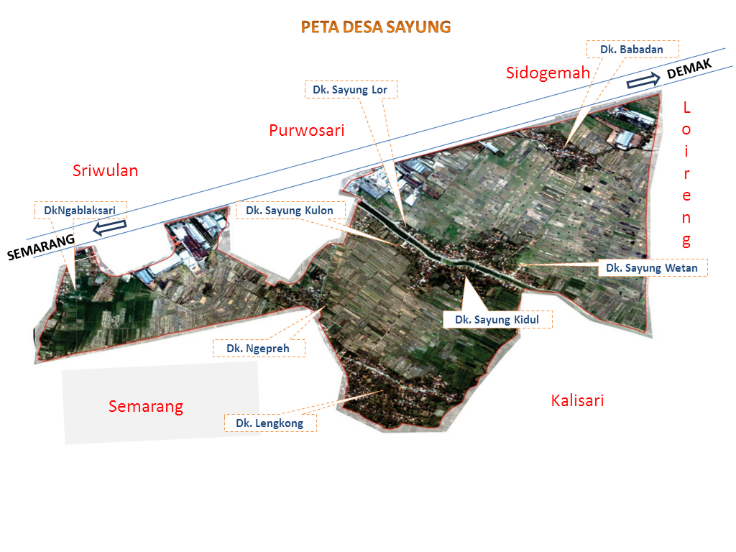 PETA DESA SAYUNG
Dk. Babadan
Sidogemah
DEMAK
Dk. Sayung Lor
Loireng
Purwosari
Sriwulan
DkNgablaksari
Dk. Sayung Kulon
SEMARANG
Dk. Sayung Wetan
Dk. Sayung Kidul
Dk. Ngepreh
Semarang
Kalisari
Dk. Lengkong